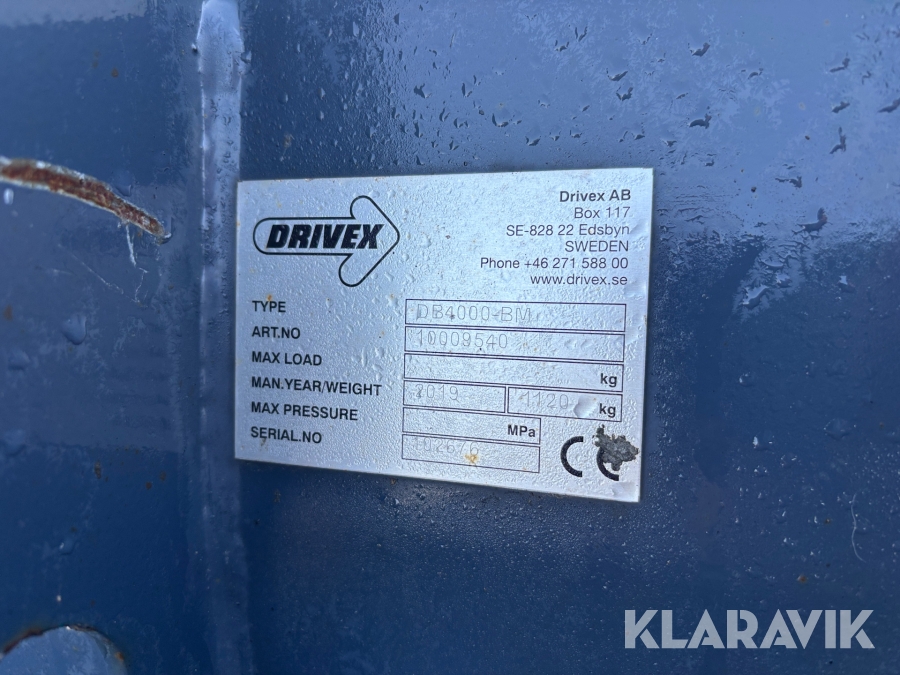 DRIVEX
Drivex AB
Box 117
SE-828 22 Edsbyn
SWEDEN
Phone +46 271 588 00
www.drivex.se
TYPE DB4000-BM
ART.NO 10009540
MAX LOAD kg
MAN.YEAR/WEIGHT 2019 1120 kg
MAX PRESSURE MPa
SERIAL.NO
CE
KLARAVIK